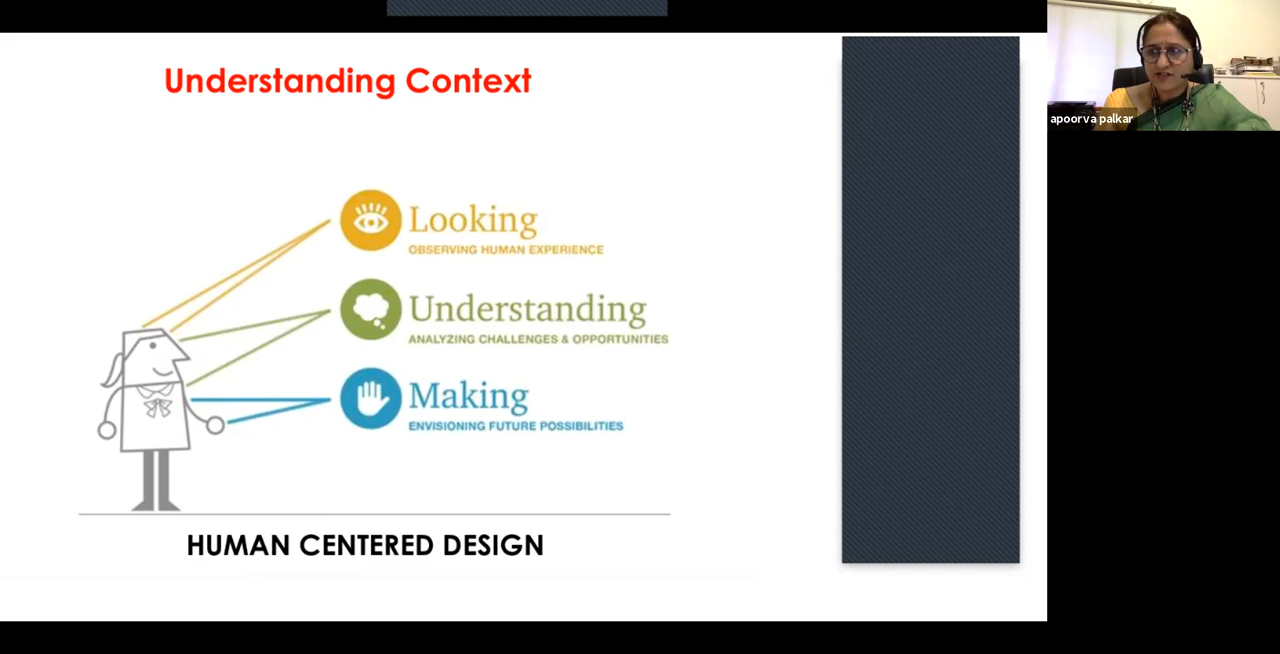 Understanding Context
apoorva palkar
Looking
OBSERVING HUMAN EXPERIENCE
Understanding
ANALYZING CHALLENGES & OPPORTUNITIES
Making
ENVISIONING FUTURE POSSIBILITIES
HUMAN CENTERED DESIGN